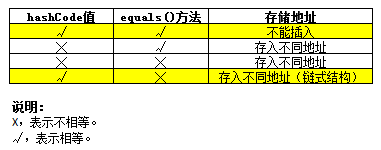 hashCode值 equals()方法 存储地址
√ √ 不能插入
× √ 存入不同地址
× × 存入不同地址
√ × 存入不同地址（链式结构）
说明：
X，表示不相等。
√，表示相等。